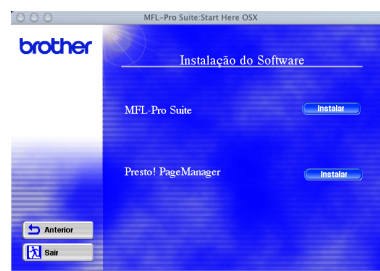 MFL-Pro Suite:Start Here OSX
brother
Instalação do Software
MFL-Pro Suite
Instalar
Presto! PageManager
Instalar
Anterior
Sair